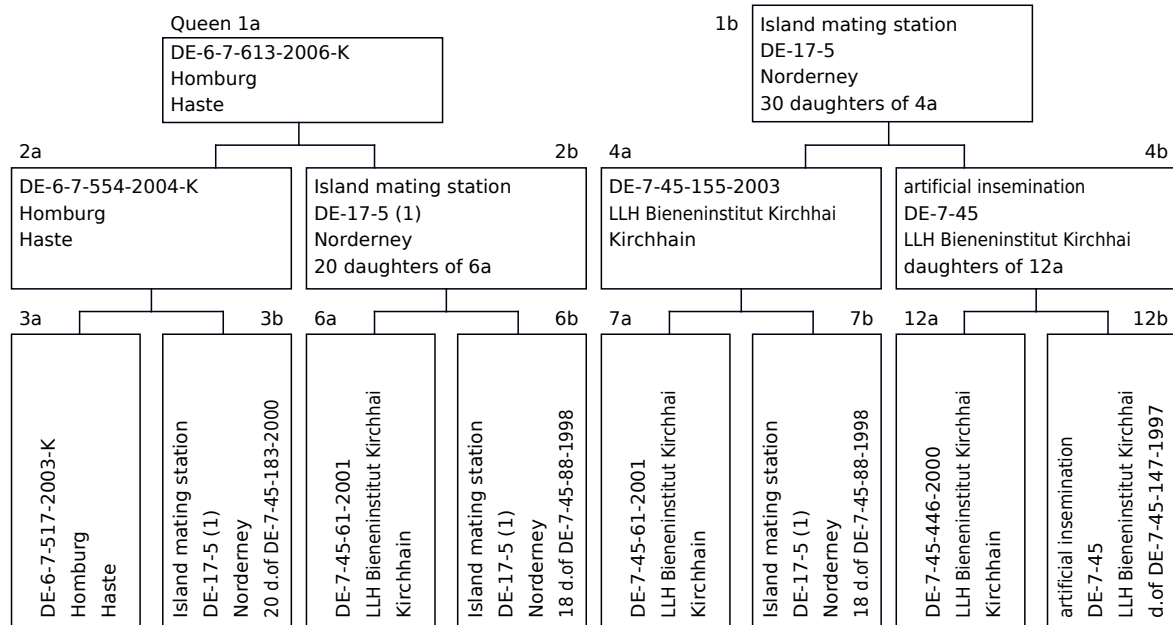 Queen 1a
DE-6-7-613-2006-K
Homburg
Haste
1b
Island mating station
DE-17-5
Norderney
30 daughters of 4a
2a
DE-6-7-554-2004-K
Homburg
Haste
2b
Island mating station
DE-17-5 (1)
Norderney
20 daughters of 6a
4a
DE-7-45-155-2003
LLH Bieneninstitut Kirchhai
Kirchhain
4b
artificial insemination
DE-7-45
LLH Bieneninstitut Kirchhai
daughters of 12a
3a
DE-6-7-517-2003-K
Homburg
Haste
3b
Island mating station
DE-17-5 (1)
Norderney
20 d.of DE-7-45-183-2000
6a
DE-7-45-61-2001
LLH Bieneninstitut Kirchhai
Kirchhain
6b
Island mating station
DE-17-5 (1)
Norderney
18 d.of DE-7-45-88-1998
7a
DE-7-45-61-2001
LLH Bieneninstitut Kirchhai
Kirchhain
7b
Island mating station
DE-17-5 (1)
Norderney
18 d.of DE-7-45-88-1998
12a
DE-7-45-446-2000
LLH Bieneninstitut Kirchhai
Kirchhain
12b
artificial insemination
DE-7-45
LLH Bieneninstitut Kirchhai
d.of DE-7-45-147-1997